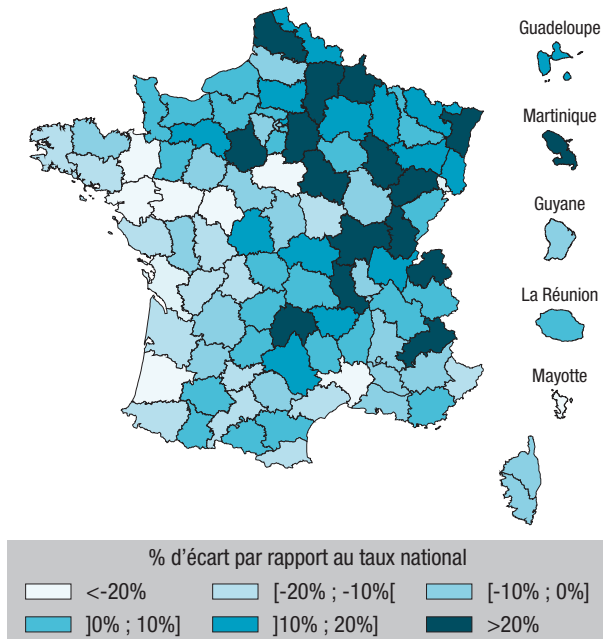 Guadeloupe
Martinique
Guyane
La Réunion
Mayotte
% d'écart par rapport au taux national
<-20%
[-20% ; -10%[
[-10% ; 0%]
]0% ; 10%]
]10% ; 20%]
>20%